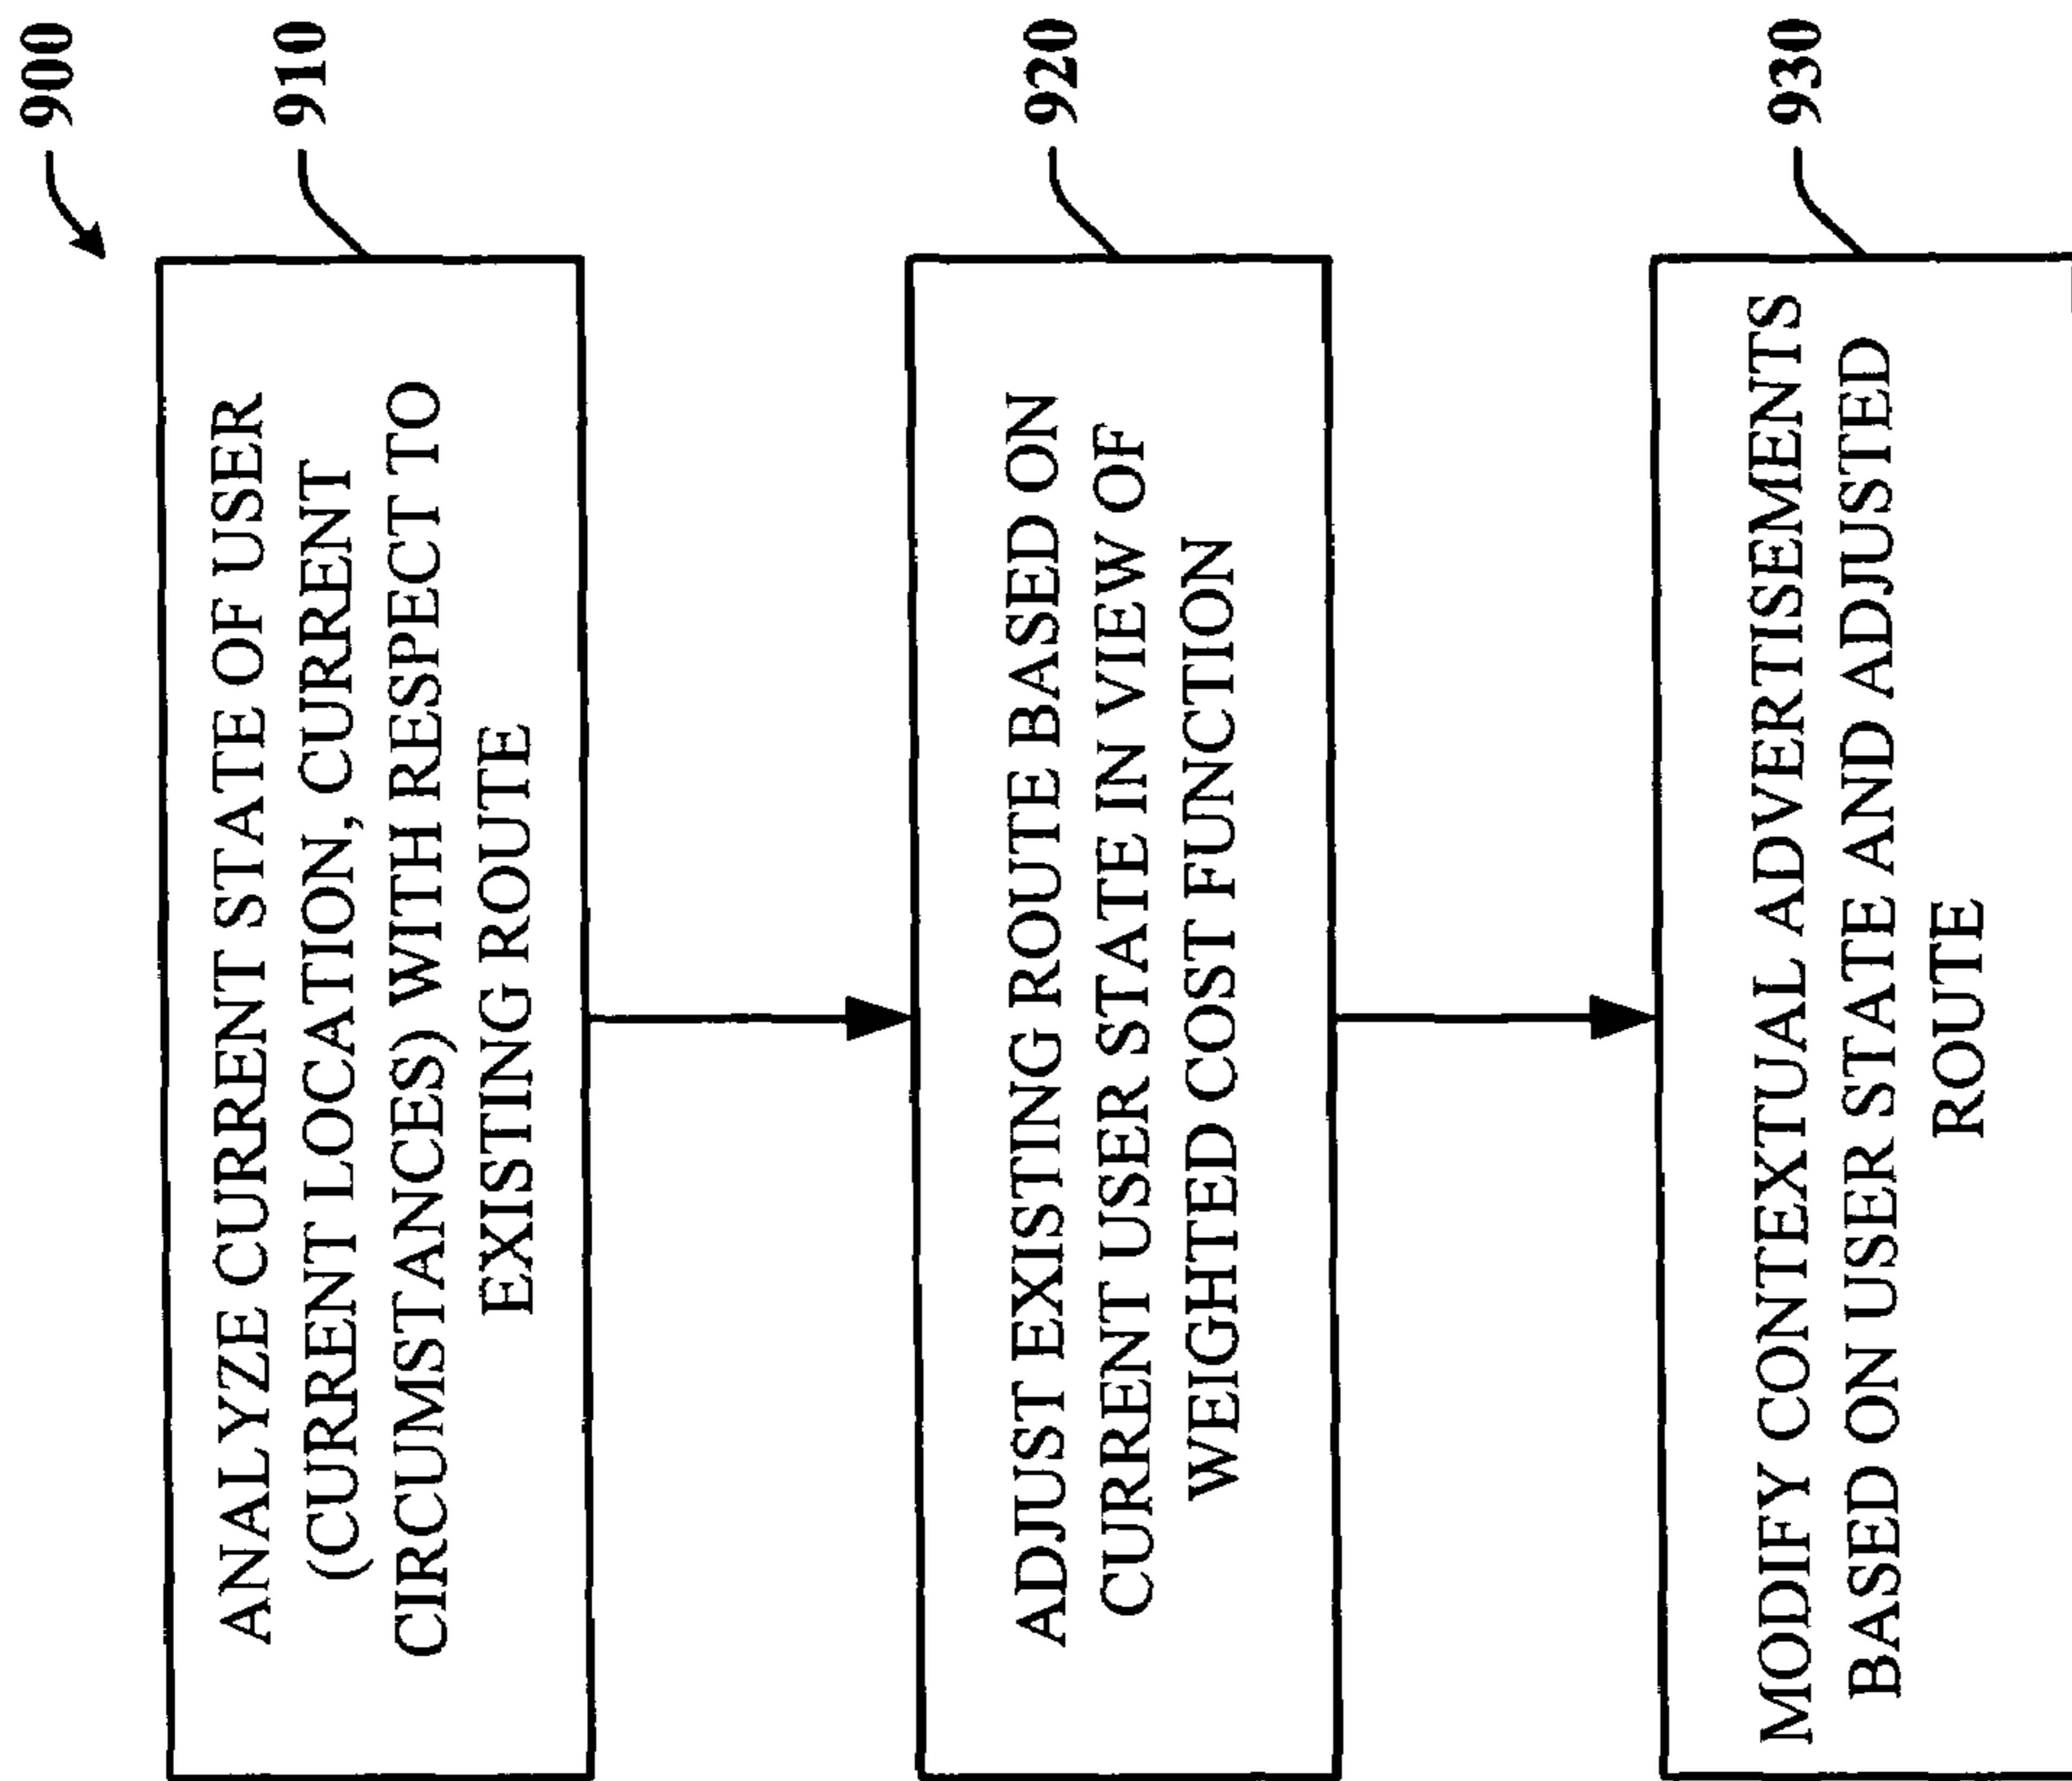 900
910
ANALYZE CURRENT STATE OF USER
(CURRENT LOCATION, CURRENT
CIRCUMSTANCES) WITH RESPECT TO
EXISTING ROUTE
920
ADJUST EXISTING ROUTE BASED ON
CURRENT USER STATE IN VIEW OF
WEIGHTED COST FUNCTION
930
MODIFY CONTEXTUAL ADVERTISEMENTS
BASED ON USER STATE AND ADJUSTED
ROUTE